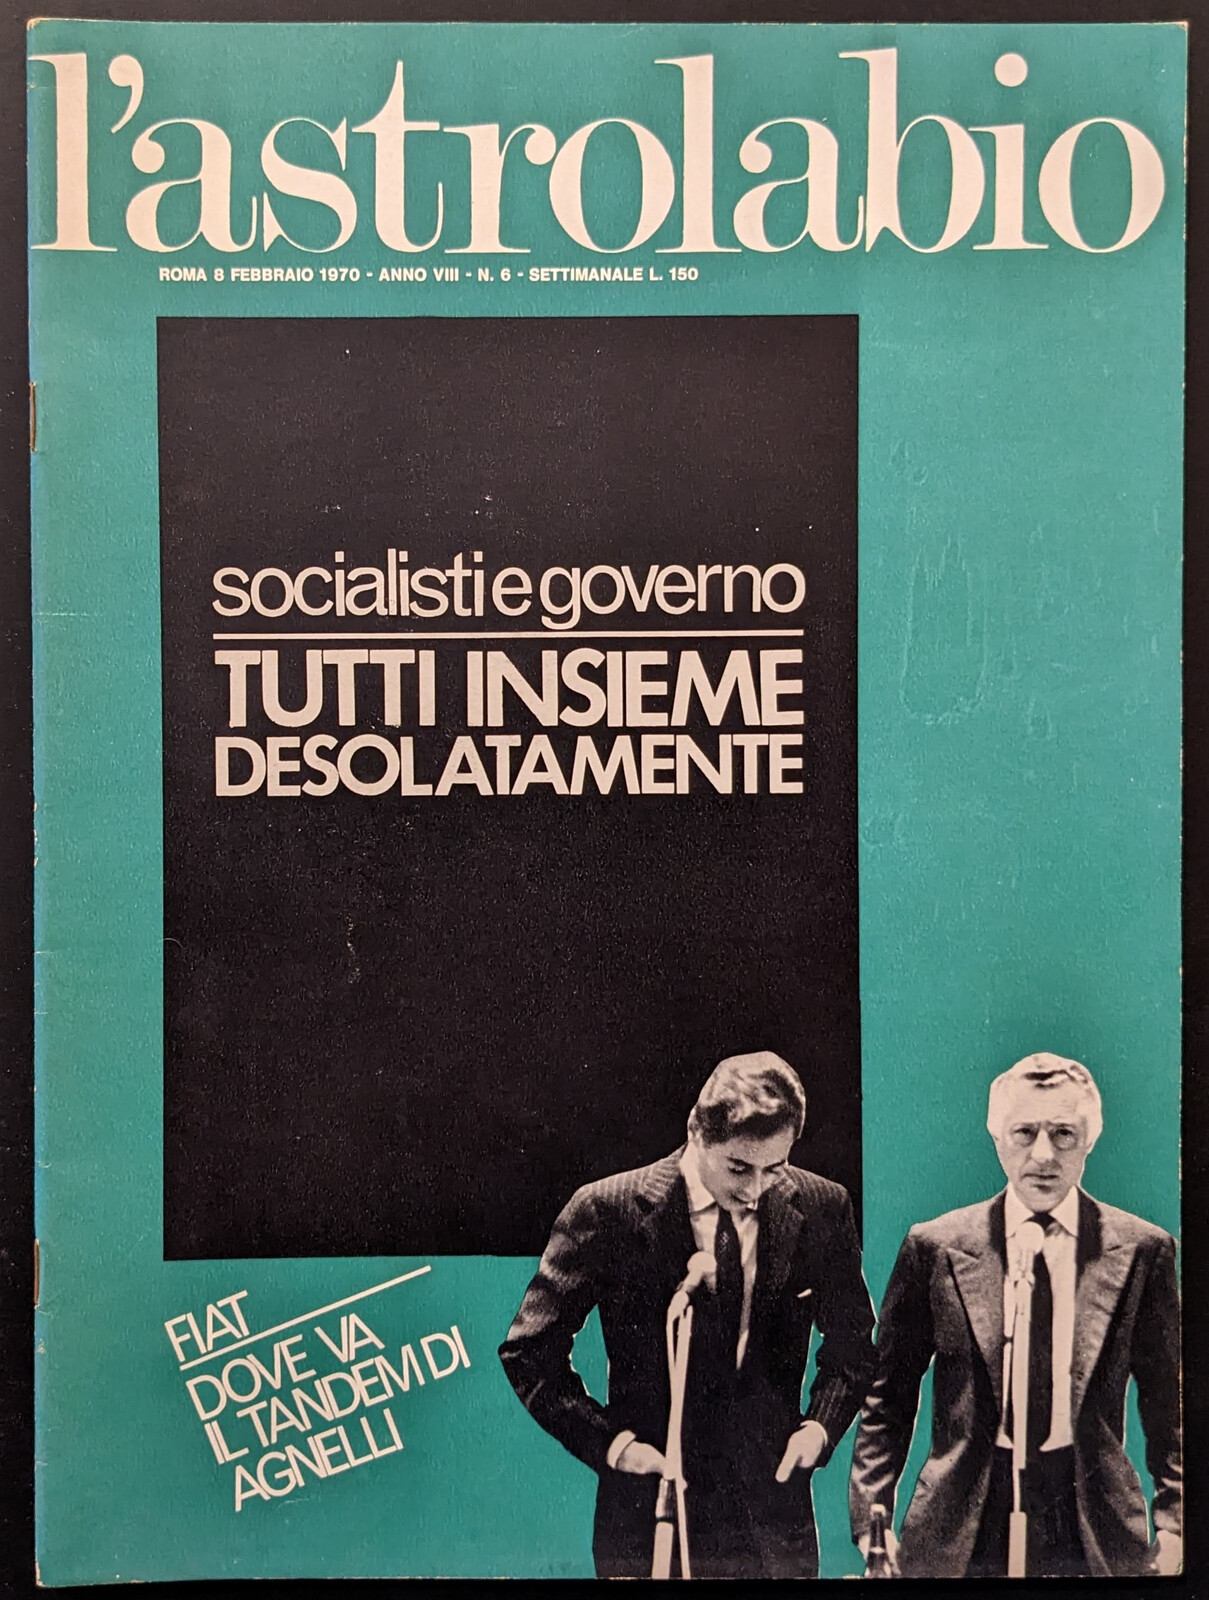 l'astrolabio
ROMA 8 FEBBRAIO 1970 - ANNO VIII - N. 6 - SETTIMANALE L. 150
socialisti e governo
TUTTI INSIEME
DESOLATAMENTE
FIAT
DOVE VA
IL TANDEM DI
AGNELLI